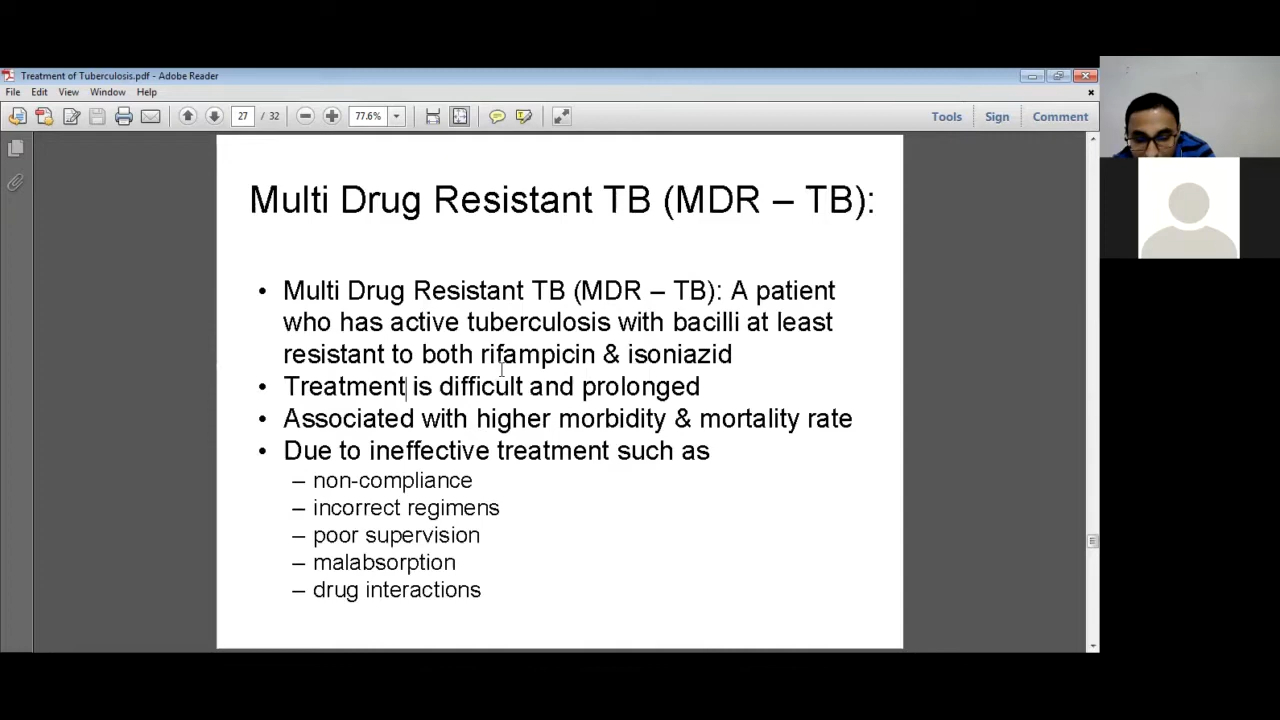 Treatment of Tuberculosis.pdf - Adobe Reader
File Edit View Window Help
27 / 32 77.6% Tools Sign Comment
Multi Drug Resistant TB (MDR – TB):
• Multi Drug Resistant TB (MDR – TB): A patient
who has active tuberculosis with bacilli at least
resistant to both rifampicin & isoniazid
• Treatment is difficult and prolonged
• Associated with higher morbidity & mortality rate
• Due to ineffective treatment such as
– non-compliance
– incorrect regimens
– poor supervision
– malabsorption
– drug interactions